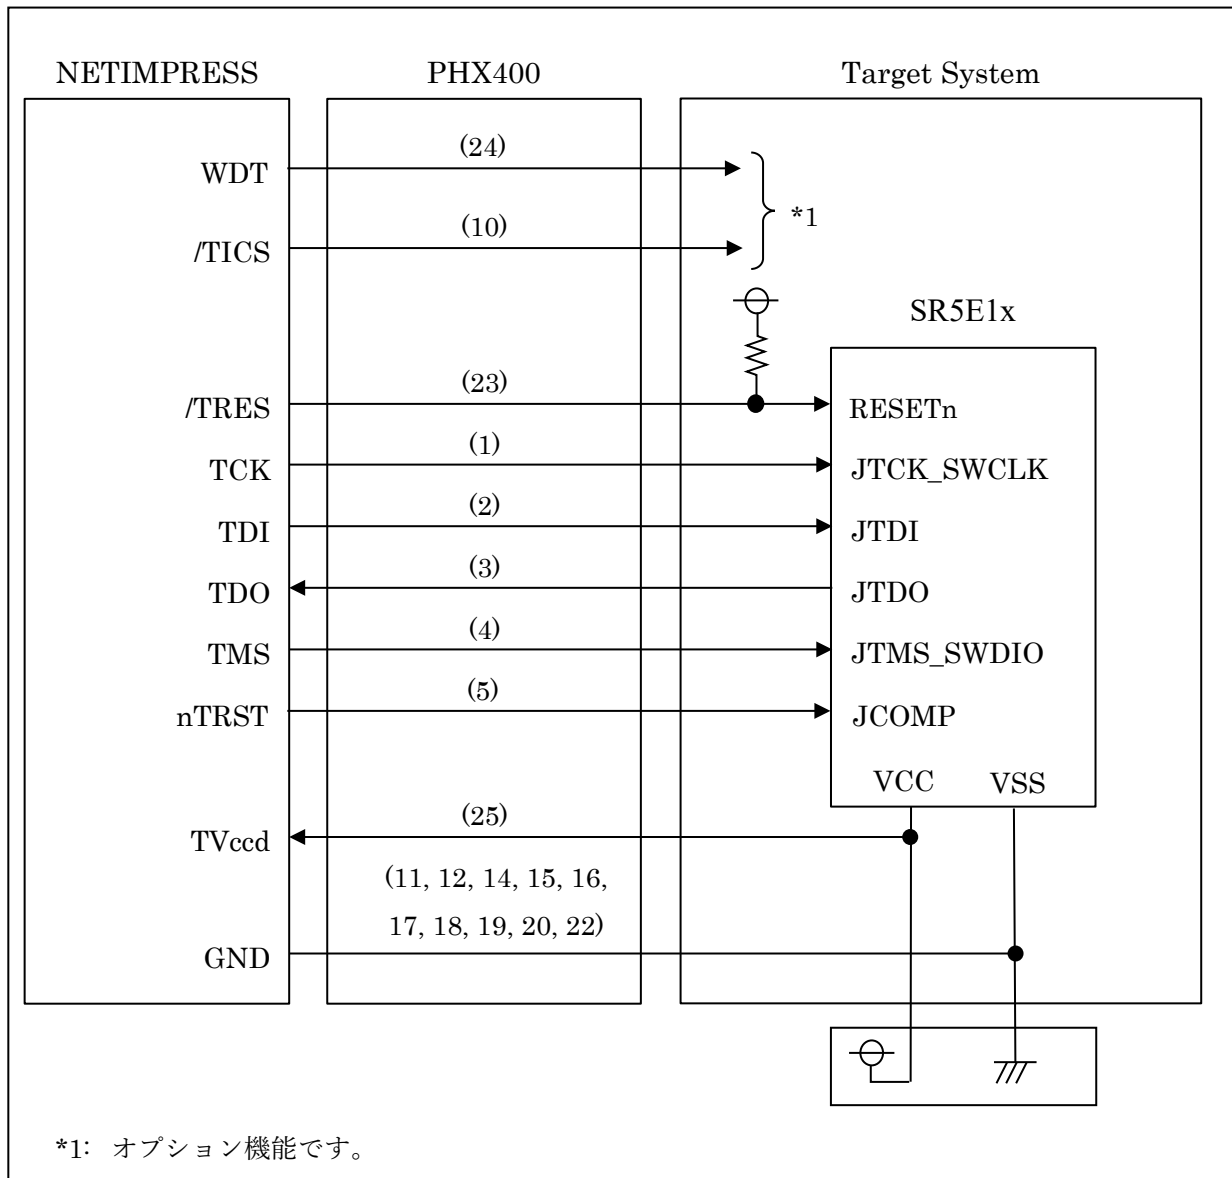 NETIMPRESS PHX400 Target System
WDT (24)
*1
/TICS (10)
SR5E1x
/TRES (23) RESETn
TCK (1) JTCK_SWCLK
TDI (2) JTDI
TDO (3) JTDO
TMS (4) JTMS_SWDIO
nTRST (5) JCOMP
VCC VSS
TVccd (25)
(11, 12, 14, 15, 16,
17, 18, 19, 20, 22)
GND
*1: オプション機能です。